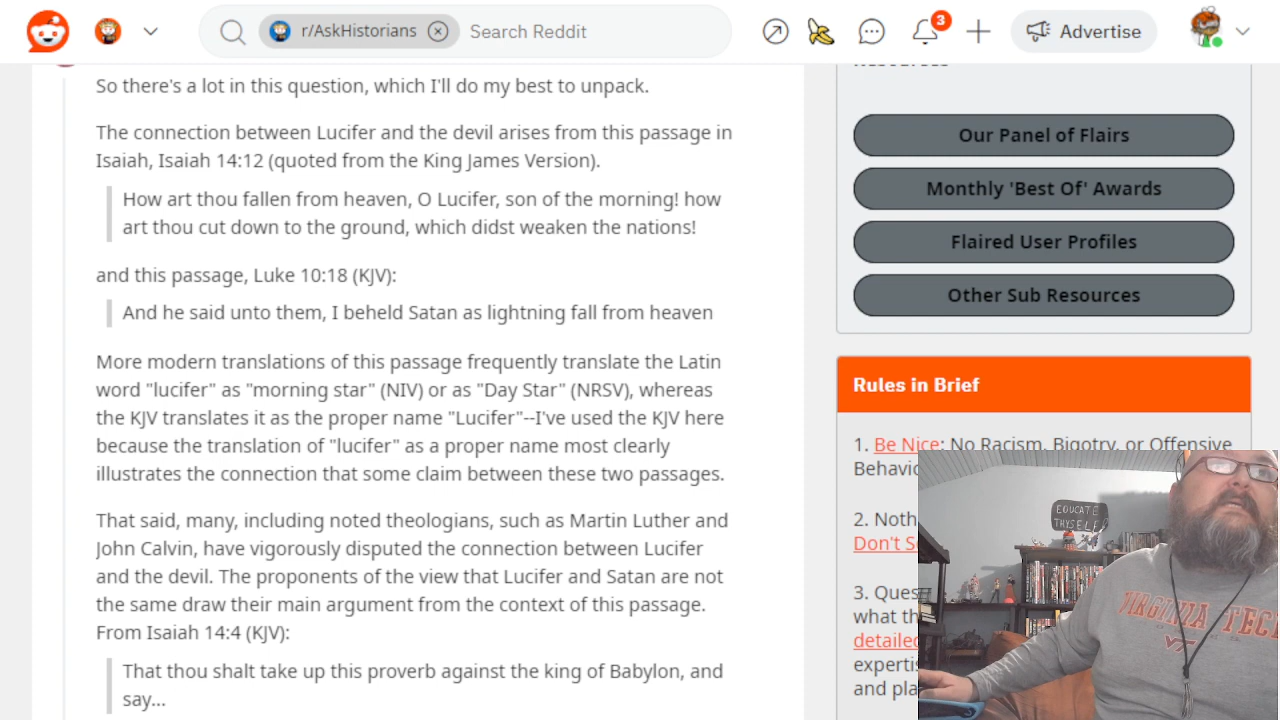 r/AskHistorians
Search Reddit
3
Advertise
So there's a lot in this question, which I'll do my best to unpack.
The connection between Lucifer and the devil arises from this passage in
Isaiah, Isaiah 14:12 (quoted from the King James Version).
How art thou fallen from heaven, O Lucifer, son of the morning! how
art thou cut down to the ground, which didst weaken the nations!
and this passage, Luke 10:18 (KJV):
And he said unto them, I beheld Satan as lightning fall from heaven
More modern translations of this passage frequently translate the Latin
word "lucifer" as "morning star" (NIV) or as "Day Star" (NRSV), whereas
the KJV translates it as the proper name "Lucifer"--I've used the KJV here
because the translation of "lucifer" as a proper name most clearly
illustrates the connection that some claim between these two passages.
That said, many, including noted theologians, such as Martin Luther and
John Calvin, have vigorously disputed the connection between Lucifer
and the devil. The proponents of the view that Lucifer and Satan are not
the same draw their main argument from the context of this passage.
From Isaiah 14:4 (KJV):
That thou shalt take up this proverb against the king of Babylon, and
say...
Our Panel of Flairs
Monthly 'Best Of' Awards
Flaired User Profiles
Other Sub Resources
Rules in Brief
1. Be Nice: No Racism, Bigotry, or Offensive
Behavio
2. Noth
Don't S
3. Ques
what th
detailed
expertis
and pla
EDUCATE
THYSELF
VIRGINIA TECH
VT